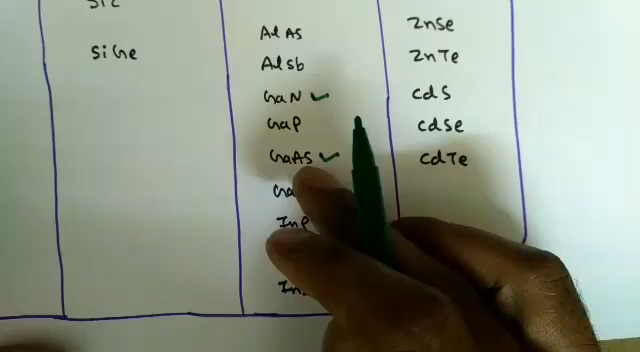 SiGe
AlAs
AlSb
GaN ✓
GaP
GaAs ✓
InP
ZnSe
ZnTe
CdS
CdSe
CdTe